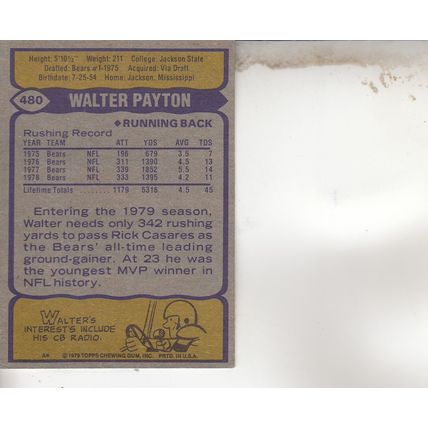 Height: 5'10½" Weight: 211 College: Jackson State
Drafted: Bears #1-1975 Acquired: Via Draft
Birthdate: 7-25-54 Home: Jackson, Mississippi
480 WALTER PAYTON
◆RUNNING BACK
Rushing Record
YEAR TEAM ATT YDS AVG TDS
1975 Bears NFL 196 679 3.5 7
1976 Bears NFL 311 1390 4.5 13
1977 Bears NFL 339 1852 5.5 14
1978 Bears NFL 333 1395 4.2 11
Lifetime Totals ........ 1179 5316 4.5 45
Entering the 1979 season,
Walter needs only 342 rushing
yards to pass Rick Casares as
the Bears' all-time leading
ground-gainer. At 23 he was
the youngest MVP winner in
NFL history.
WALTER'S
INTERESTS INCLUDE
HIS CB RADIO.
A* © 1979 TOPPS CHEWING GUM, INC. PRTD. IN U.S.A.